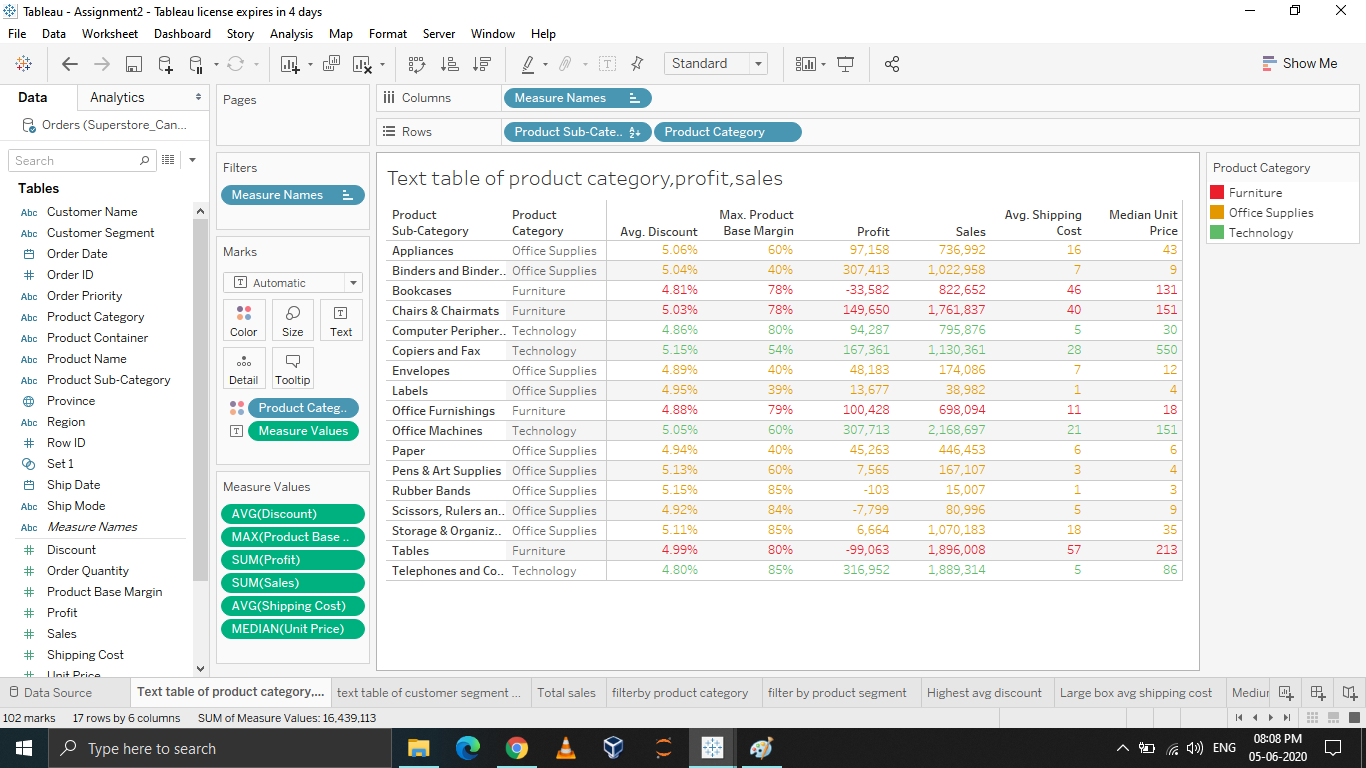 Tableau - Assignment2 - Tableau license expires in 4 days
File Data Worksheet Dashboard Story Analysis Map Format Server Window Help
Standard
Show Me
Data Analytics
Orders (Superstore_Can...
Search
Tables
Abc Customer Name
Abc Customer Segment
Order Date
# Order ID
Abc Order Priority
Abc Product Category
Abc Product Container
Abc Product Name
Abc Product Sub-Category
Province
Abc Region
# Row ID
Set 1
Ship Date
Abc Ship Mode
Abc Measure Names
# Discount
# Order Quantity
# Product Base Margin
# Profit
# Sales
# Shipping Cost
# Unit Price
Pages
Filters
Measure Names
Marks
T Automatic
Color Size Text
Detail Tooltip
Product Categ..
Measure Values
Measure Values
AVG(Discount)
MAX(Product Base ..
SUM(Profit)
SUM(Sales)
AVG(Shipping Cost)
MEDIAN(Unit Price)
Columns Measure Names
Rows Product Sub-Cate.. Product Category
Text table of product category,profit,sales
Product Sub-Category Product Category Avg. Discount Max. Product Base Margin Profit Sales Avg. Shipping Cost Median Unit Price
Appliances Office Supplies 5.06% 60% 97,158 736,992 16 43
Binders and Binder.. Office Supplies 5.04% 40% 307,413 1,022,958 7 9
Bookcases Furniture 4.81% 78% -33,582 822,652 46 131
Chairs & Chairmats Furniture 5.03% 78% 149,650 1,761,837 40 151
Computer Peripher.. Technology 4.86% 80% 94,287 795,876 5 30
Copiers and Fax Technology 5.15% 54% 167,361 1,130,361 28 550
Envelopes Office Supplies 4.89% 40% 48,183 174,086 7 12
Labels Office Supplies 4.95% 39% 13,677 38,982 1 4
Office Furnishings Furniture 4.88% 79% 100,428 698,094 11 18
Office Machines Technology 5.05% 60% 307,713 2,168,697 21 151
Paper Office Supplies 4.94% 40% 45,263 446,453 6 6
Pens & Art Supplies Office Supplies 5.13% 60% 7,565 167,107 3 4
Rubber Bands Office Supplies 5.15% 85% -103 15,007 1 3
Scissors, Rulers an.. Office Supplies 4.92% 84% -7,799 80,996 5 9
Storage & Organiz.. Office Supplies 5.11% 85% 6,664 1,070,183 18 35
Tables Furniture 4.99% 80% -99,063 1,896,008 57 213
Telephones and Co.. Technology 4.80% 85% 316,952 1,889,314 5 86
Product Category
Furniture
Office Supplies
Technology
Data Source Text table of product category,... text table of customer segment ... Total sales filterby product category filter by product segment Highest avg discount Large box avg shipping cost Mediur
102 marks 17 rows by 6 columns SUM of Measure Values: 16,439,113
Type here to search
ENG
08:08 PM
05-06-2020